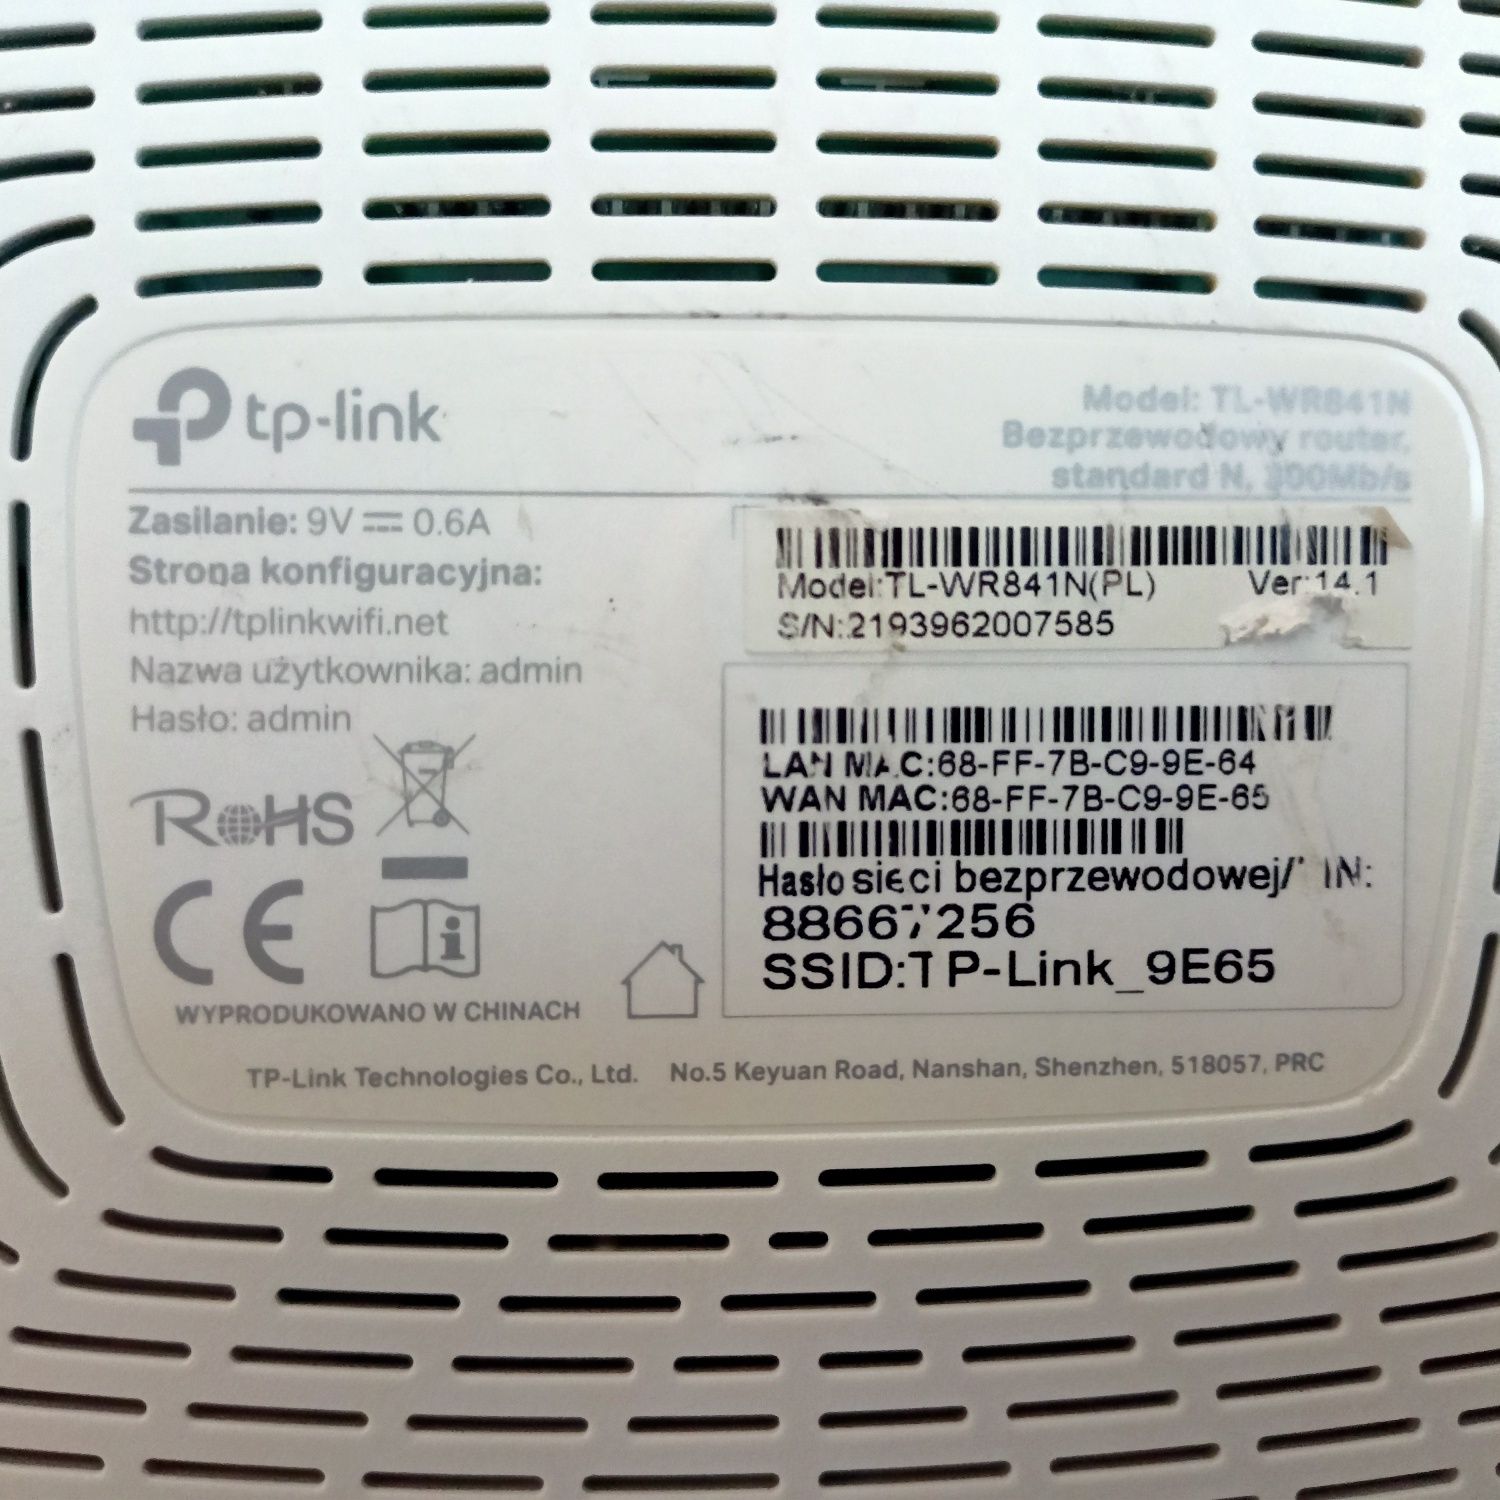 tp-link
Model: TL-WR841N
Bezprzewodowy router,
standard N, 300Mb/s
Zasilanie: 9V ⎓ 0.6A
Strona konfiguracyjna:
http://tplinkwifi.net
Nazwa użytkownika: admin
Hasło: admin
Model:TL-WR841N(PL) Ver:14.1
S/N:2193962007585
LAN MAC:68-FF-7B-C9-9E-64
WAN MAC:68-FF-7B-C9-9E-65
Hasło sieci bezprzewodowej/PIN:
88667256
SSID:TP-Link_9E65
RoHS
CE
i
WYPRODUKOWANO W CHINACH
TP-Link Technologies Co., Ltd. No.5 Keyuan Road, Nanshan, Shenzhen, 518057, PRC